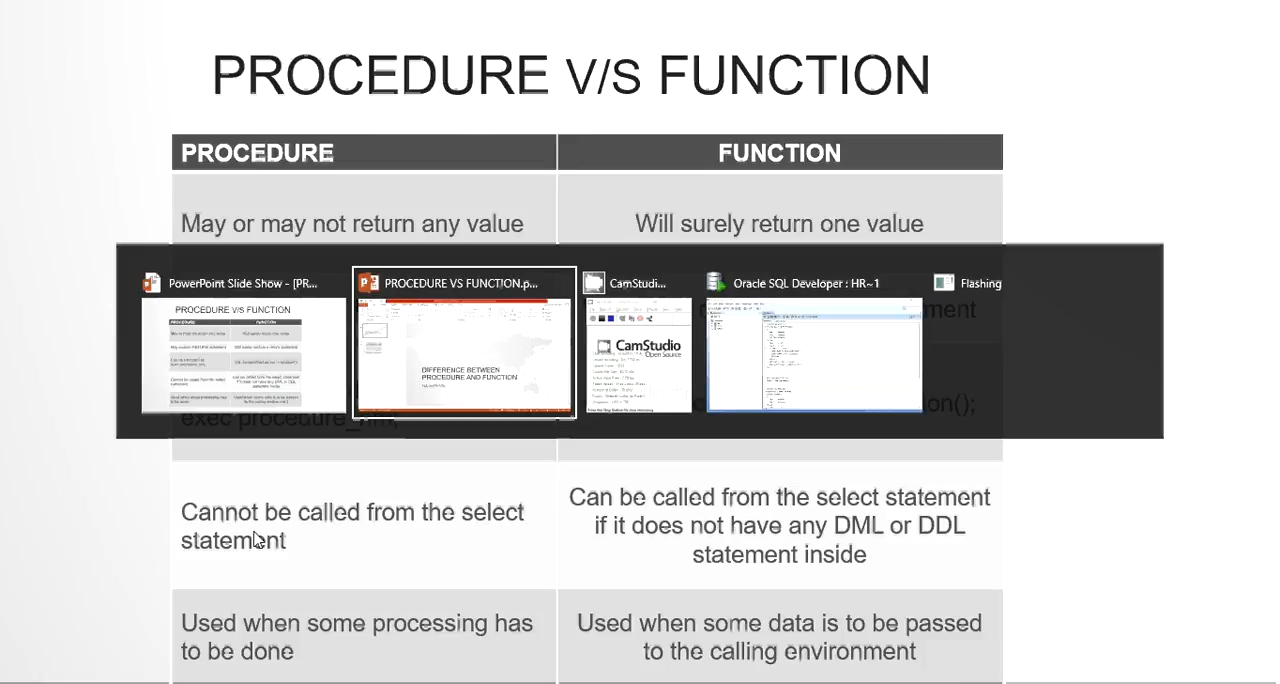 PROCEDURE V/S FUNCTION
PROCEDURE
FUNCTION
May or may not return any value
Will surely return one value
PowerPoint Slide Show - [PR...
PROCEDURE VS FUNCTION.p...
CamStudi...
Oracle SQL Developer : HR~1
Flashing
PROCEDURE V/S FUNCTION
DIFFERENCE BETWEEN
PROCEDURE AND FUNCTION
CamStudio
Open Source
exec procedure_nm;
Cannot be called from the select
statement
Can be called from the select statement
if it does not have any DML or DDL
statement inside
Used when some processing has
to be done
Used when some data is to be passed
to the calling environment